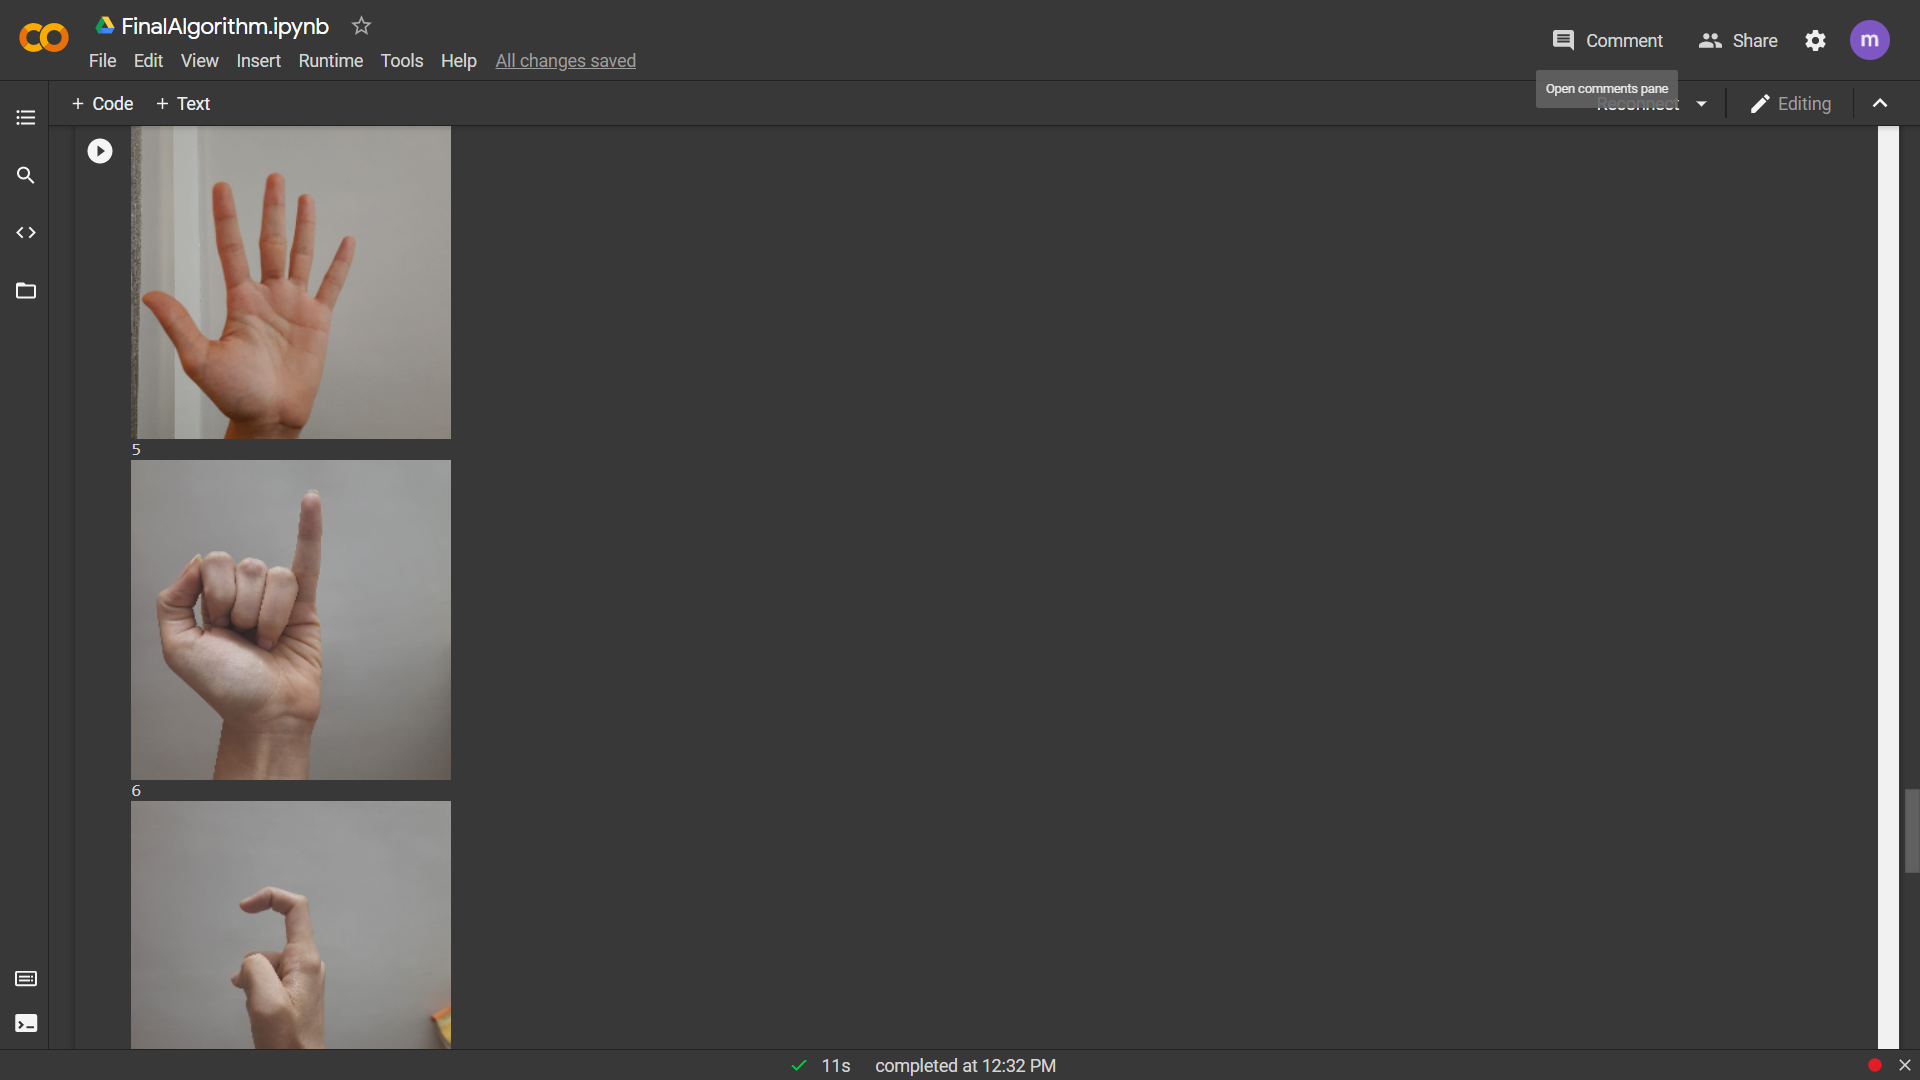 FinalAlgorithm.ipynb
File Edit View Insert Runtime Tools Help All changes saved
Comment
Share
m
Open comments pane
+ Code + Text
Reconnect
Editing
5
6
11s completed at 12:32 PM